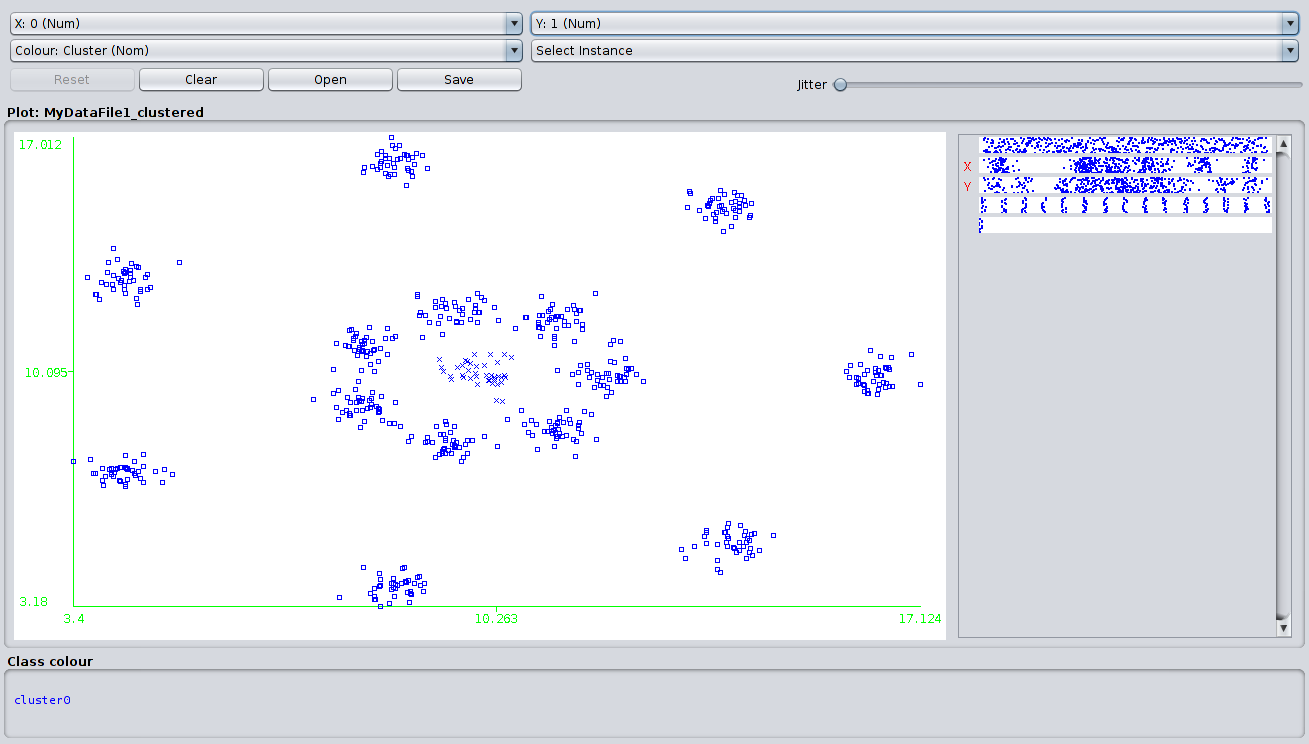 X: 0 (Num)
Y: 1 (Num)
Colour: Cluster (Nom)
Select Instance
Reset
Clear
Open
Save
Jitter
Plot: MyDataFile1_clustered
17.012
10.095
3.18
3.4
10.263
17.124
X
Y
Class colour
cluster0